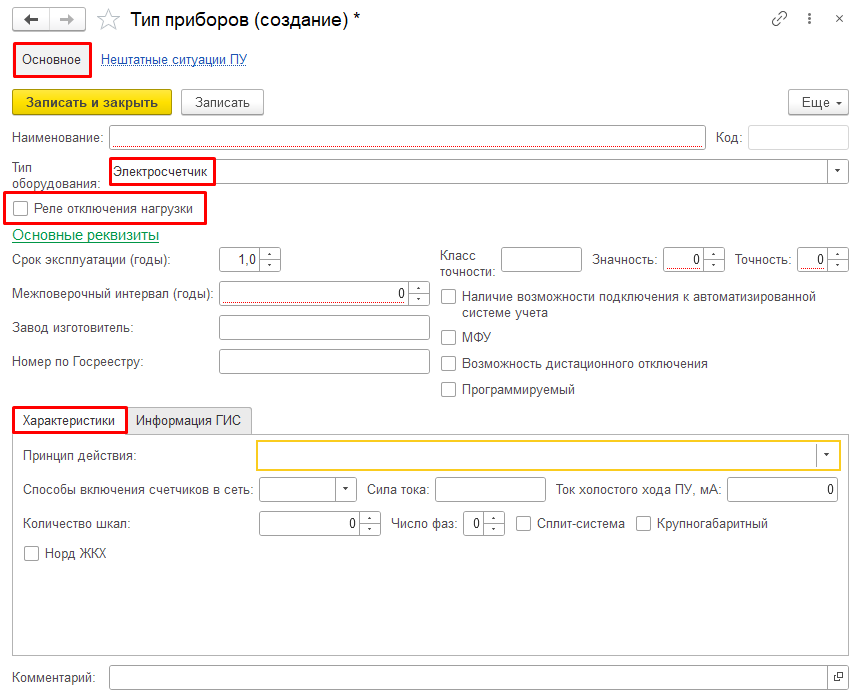 Тип приборов (создание) *
Основное Нештатные ситуации ПУ
Записать и закрыть Записать Еще
Наименование: Код:
Тип
оборудования: Электросчетчик
Реле отключения нагрузки
Основные реквизиты
Срок эксплуатации (годы): 1,0
Класс
точности: Значность: 0 Точность: 0
Межповерочный интервал (годы): 0
Наличие возможности подключения к автоматизированной
системе учета
Завод изготовитель:
МФУ
Номер по Госреестру:
Возможность дистационного отключения
Программируемый
Характеристики Информация ГИС
Принцип действия:
Способы включения счетчиков в сеть: Сила тока: Ток холостого хода ПУ, мА: 0
Количество шкал: 0 Число фаз: 0 Сплит-система Крупногабаритный
Норд ЖКХ
Комментарий: